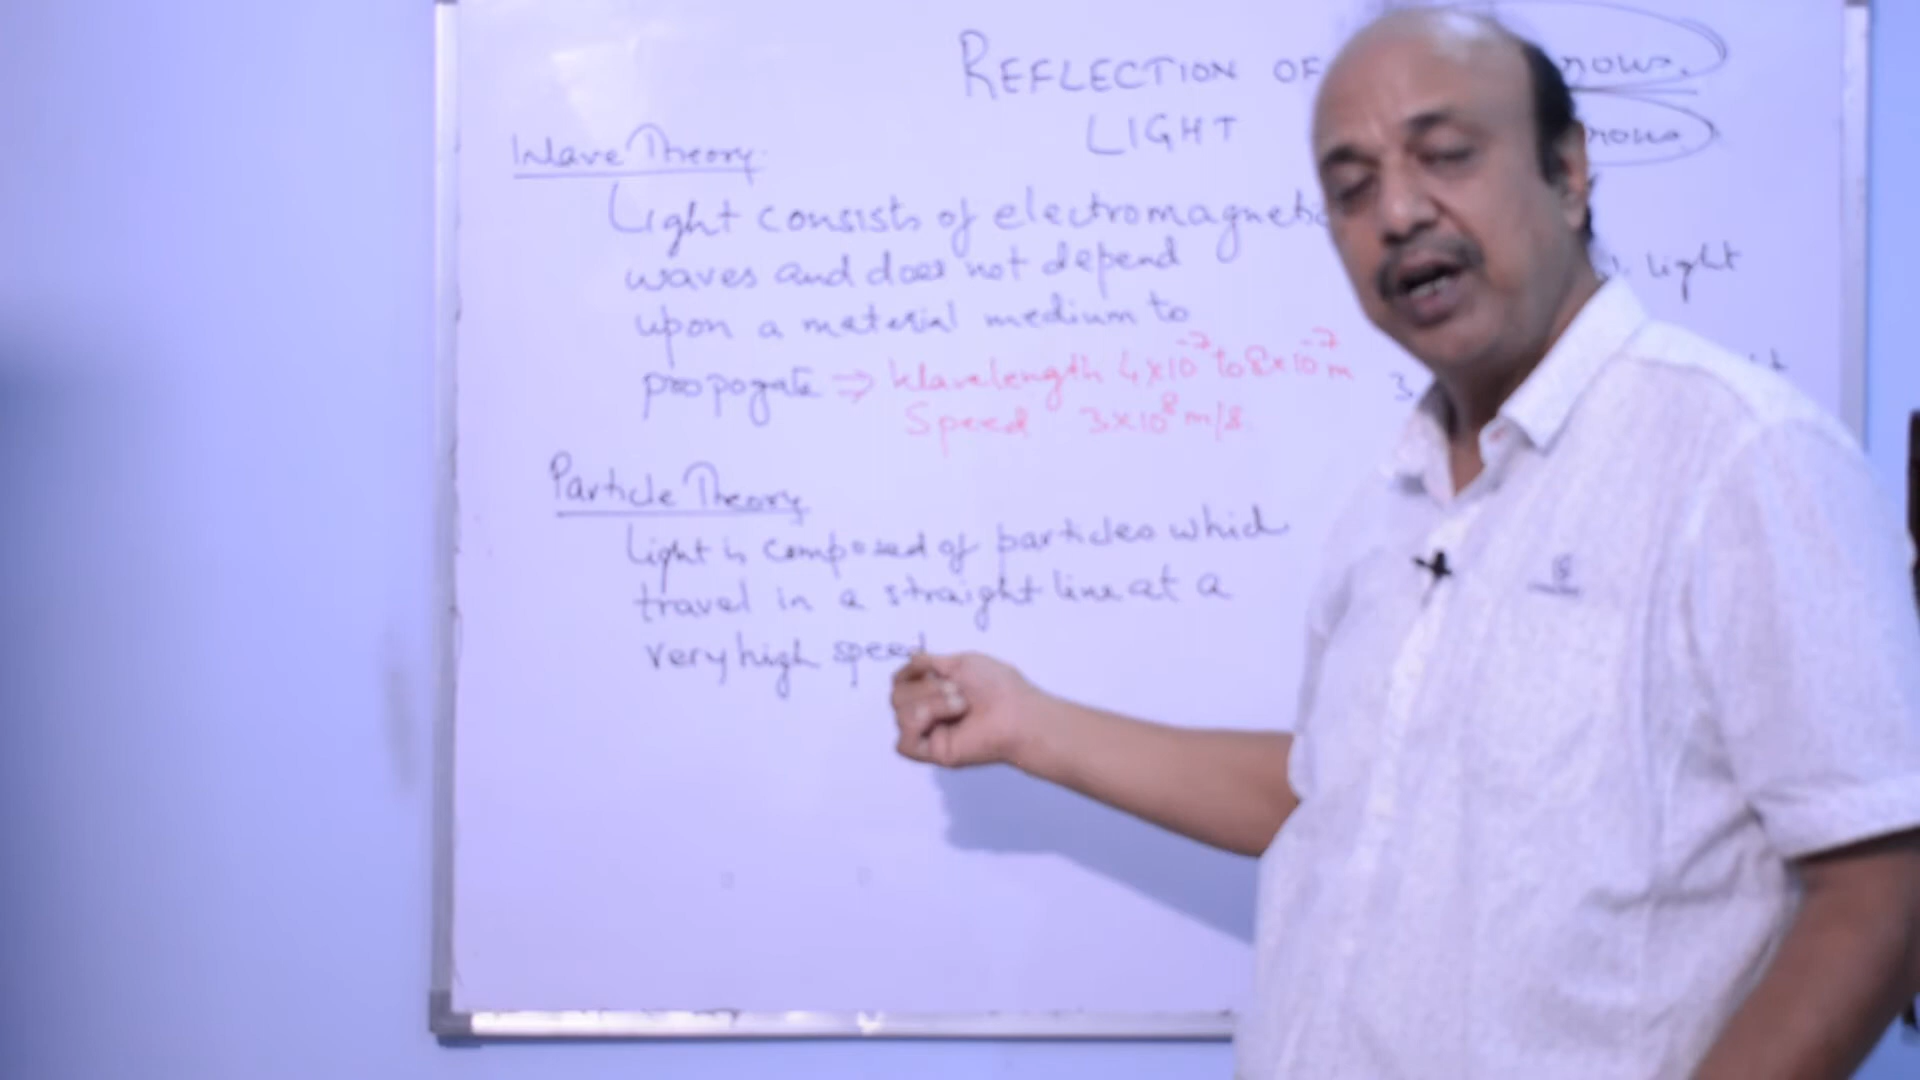 REFLECTION OF
LIGHT
Wave Theory
Light consists of electromagnetic
waves and does not depend
upon a material medium to
propogate ⇒ Wavelength 4×10⁻⁷ to 8×10⁻⁷ m
Speed 3×10⁸ m/s
Particle Theory
Light is composed of particles which
travel in a straight line at a
very high speed
light
3.